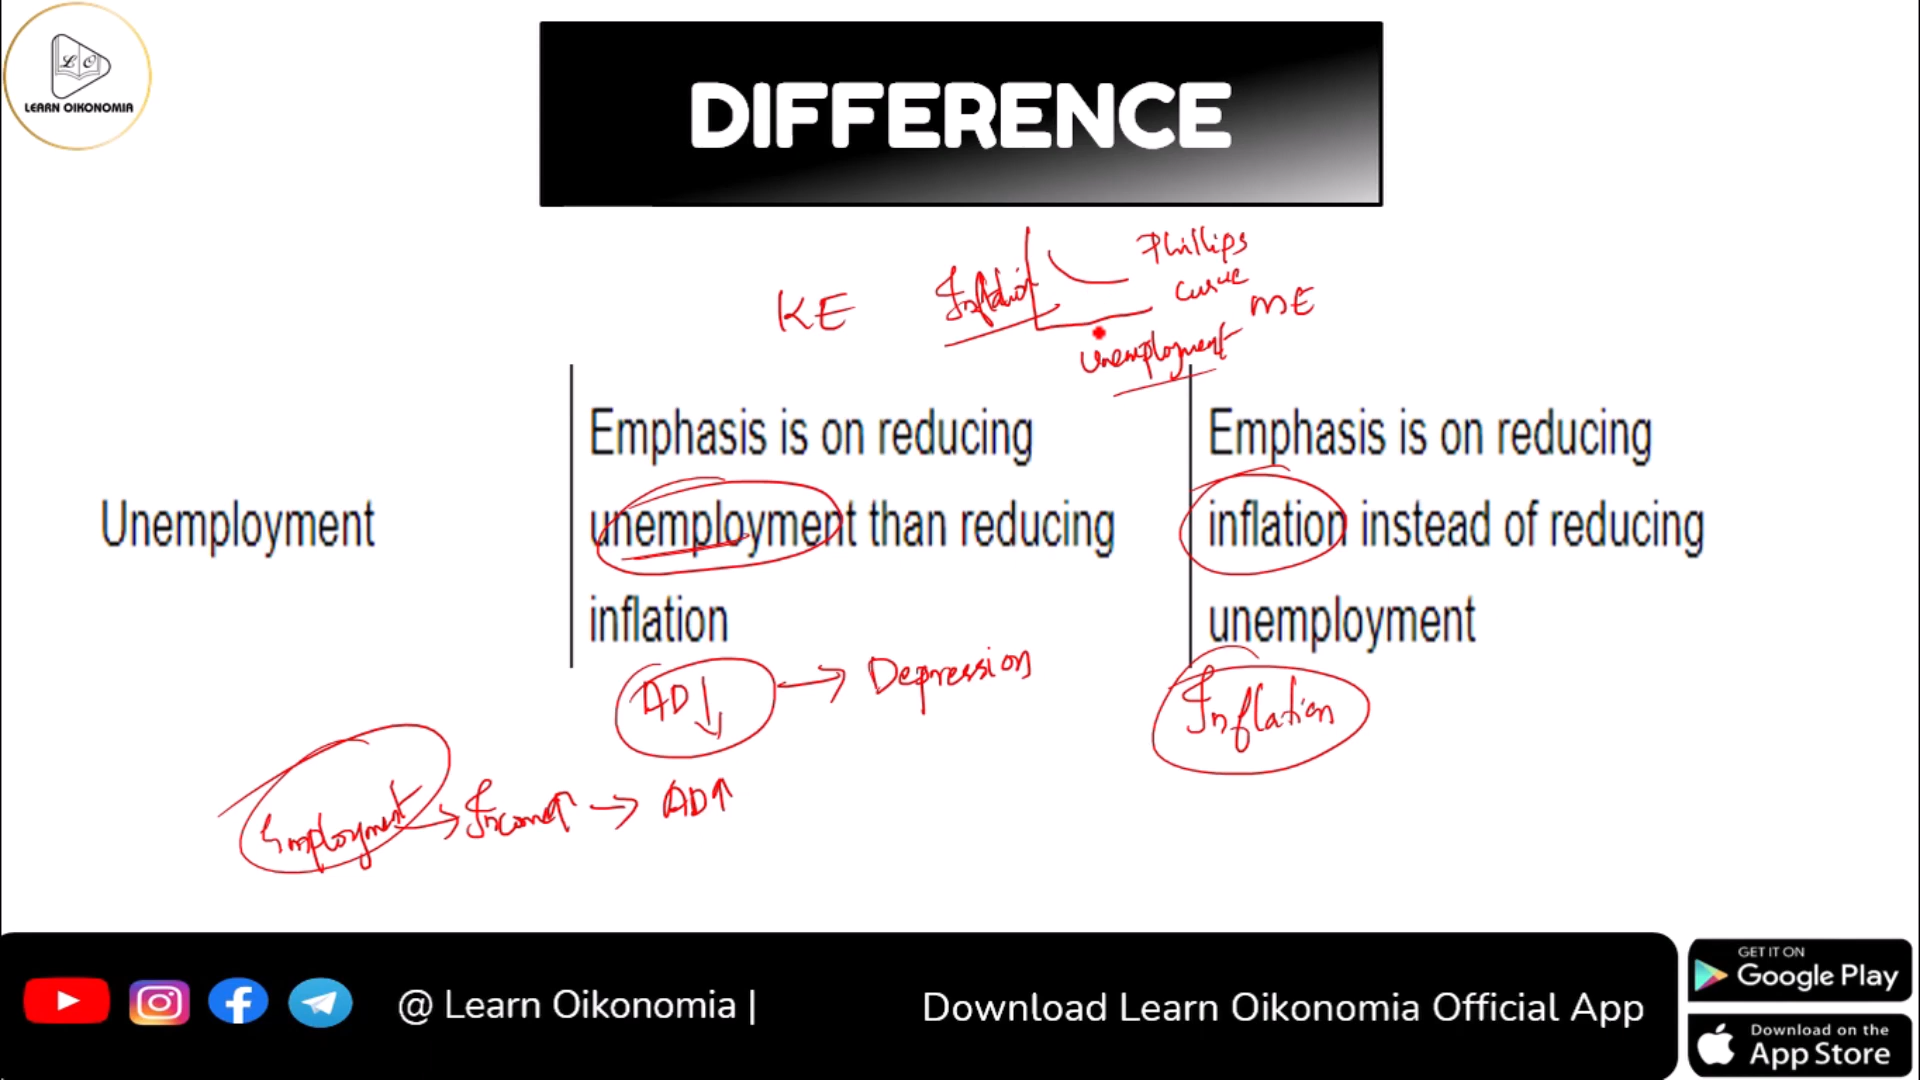 LO
LEARN OIKONOMIA
DIFFERENCE
KE
Inflation
Phillips
curve
ME
unemployment
Unemployment
Emphasis is on reducing
unemployment than reducing
inflation
Emphasis is on reducing
inflation instead of reducing
unemployment
AD↓ → Depression
Inflation
Employment → Income↑ → AD↑
@ Learn Oikonomia |
Download Learn Oikonomia Official App
GET IT ON
Google Play
Download on the
App Store